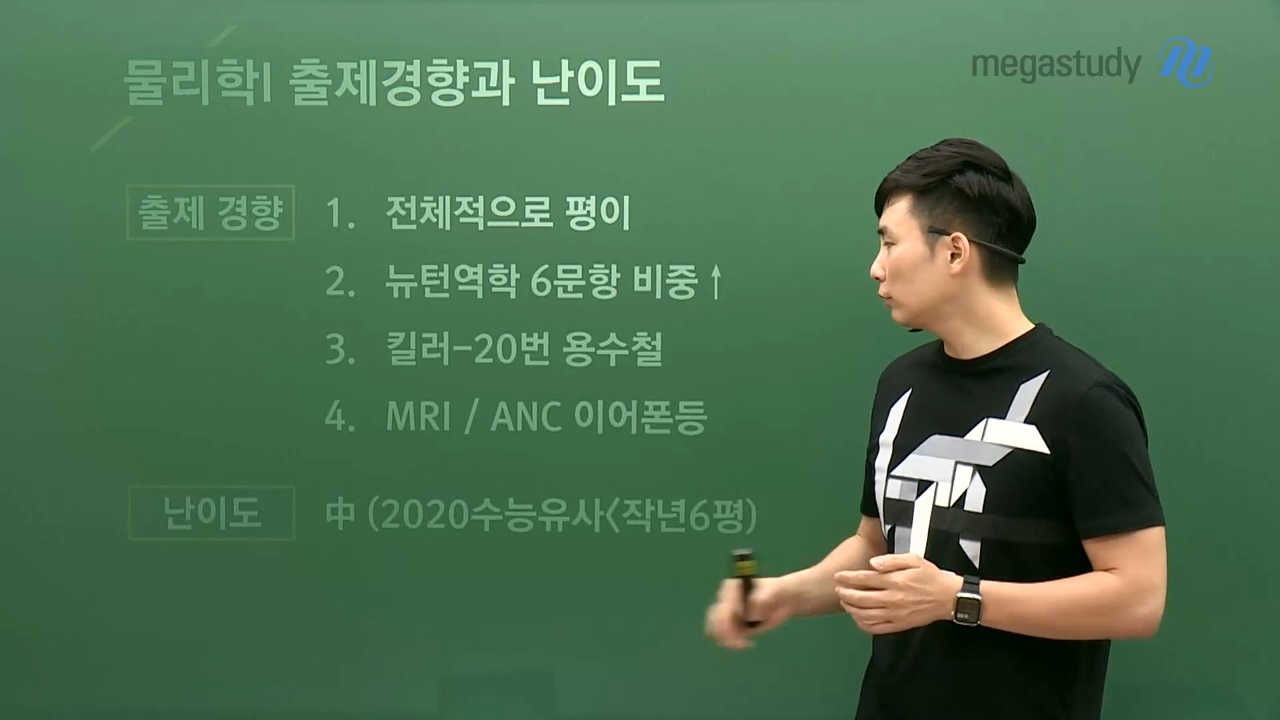 물리학I 출제경향과 난이도
megastudy
출제 경향
1. 전체적으로 평이
2. 뉴턴역학 6문항 비중↑
3. 킬러-20번 용수철
4. MRI / ANC 이어폰등
난이도
中 (2020수능유사<작년6평)